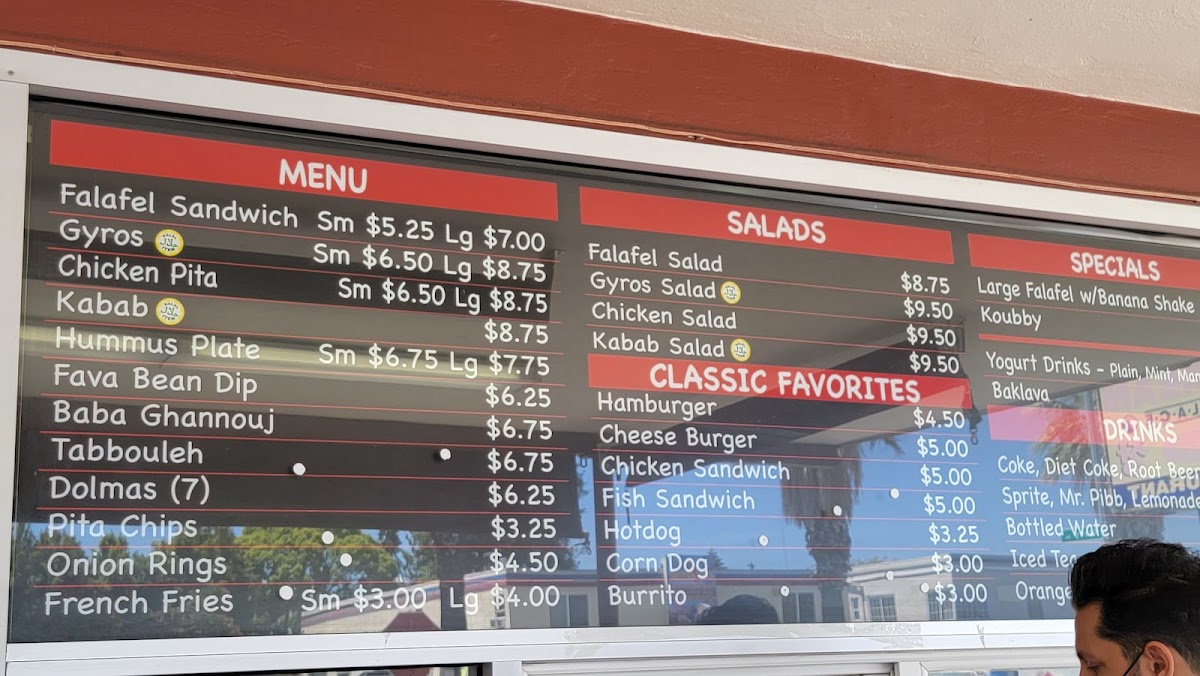 MENU
Falafel Sandwich Sm $5.25 Lg $7.00
Gyros Sm $6.50 Lg $8.75
Chicken Pita Sm $6.50 Lg $8.75
Kabab $8.75
Hummus Plate Sm $6.75 Lg $7.75
Fava Bean Dip $6.25
Baba Ghannouj $6.75
Tabbouleh $6.75
Dolmas (7) $6.25
Pita Chips $3.25
Onion Rings $4.50
French Fries Sm $3.00 Lg $4.00
SALADS
Falafel Salad $8.75
Gyros Salad $9.50
Chicken Salad $9.50
Kabab Salad $9.50
CLASSIC FAVORITES
Hamburger $4.50
Cheese Burger $5.00
Chicken Sandwich $5.00
Fish Sandwich $5.00
Hotdog $3.25
Corn Dog $3.00
Burrito $3.00
SPECIALS
Large Falafel w/Banana Shake
Koubby
Yogurt Drinks - Plain, Mint,
Baklava
DRINKS
Coke, Diet Coke, Root Beer
Sprite, Mr. Pibb, Lemonade
Bottled Water
Iced Tea
Orange